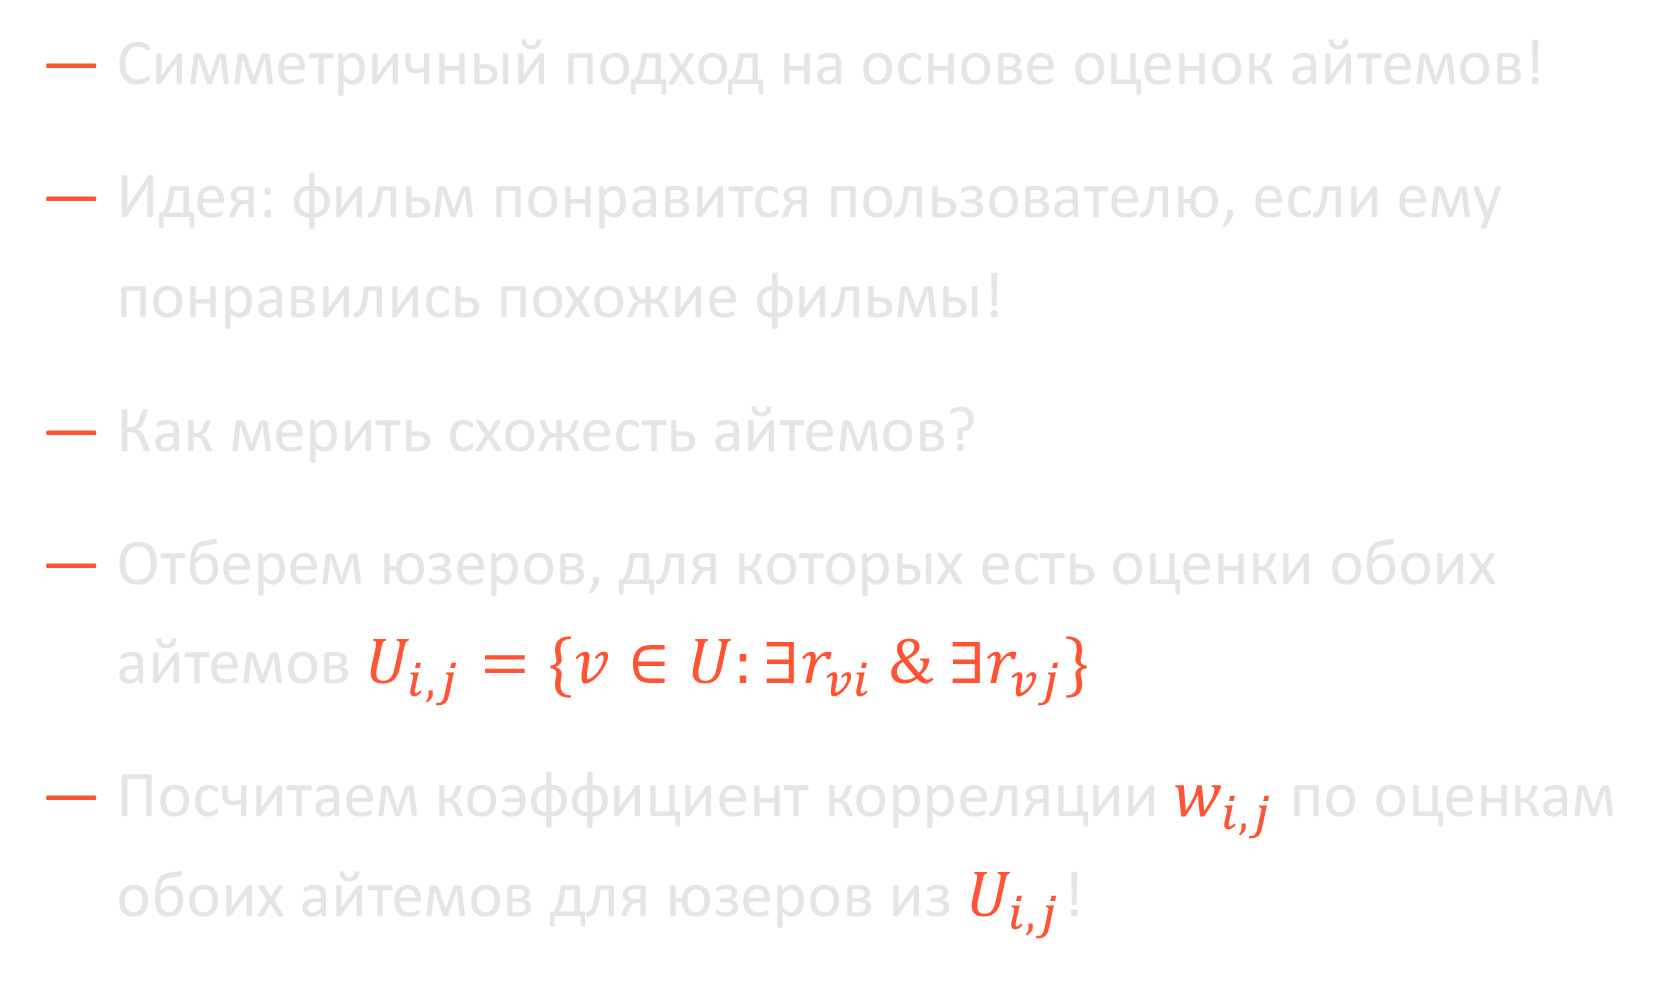 — Симметричный подход на основе оценок айтемов!
— Идея: фильм понравится пользователю, если ему
понравились похожие фильмы!
— Как мерить схожесть айтемов?
— Отберем юзеров, для которых есть оценки обоих
айтемов U_{i,j} = {v ∈ U: ∃r_{vi} & ∃r_{vj}}
— Посчитаем коэффициент корреляции w_{i,j} по оценкам
обоих айтемов для юзеров из U_{i,j}!